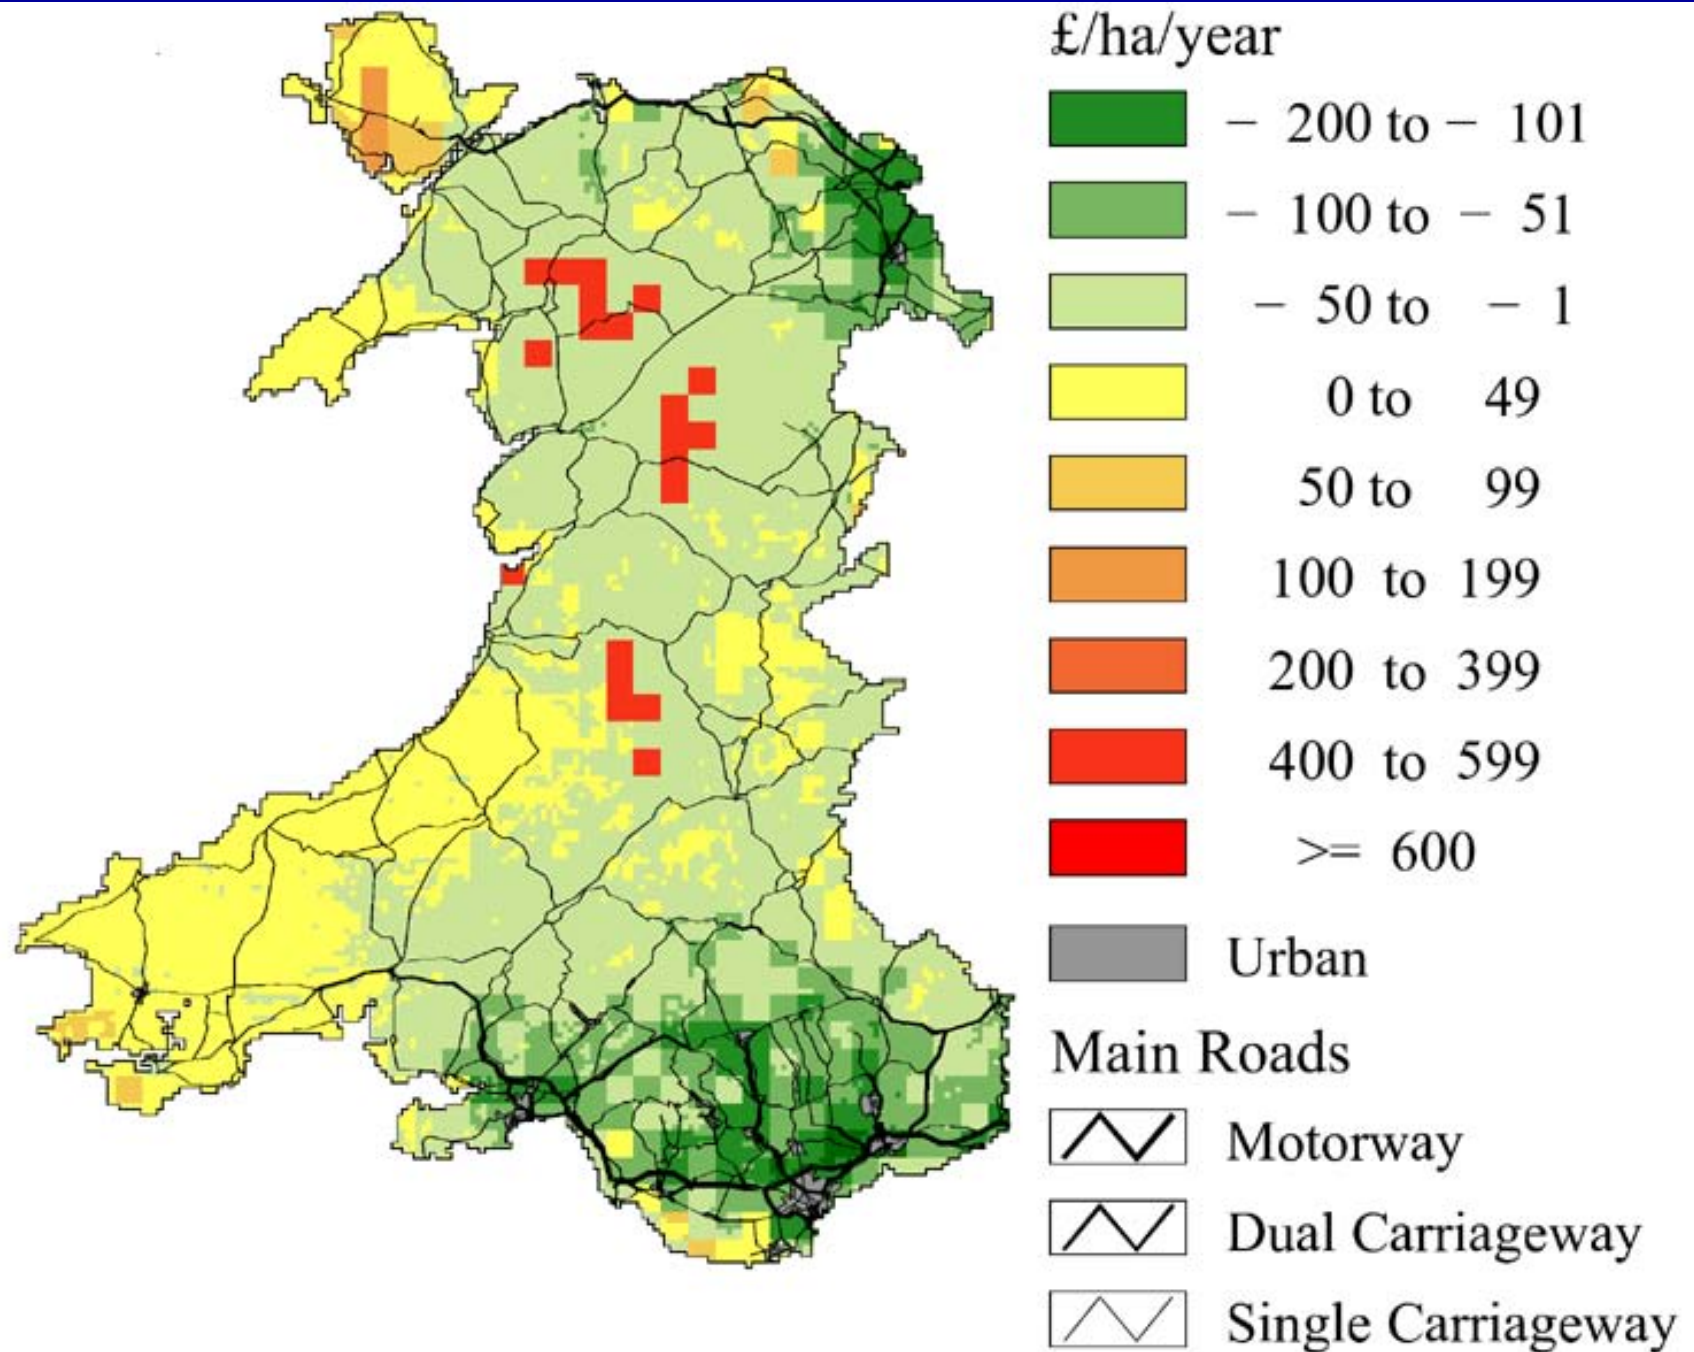 £/ha/year
– 200 to – 101
– 100 to – 51
– 50 to – 1
0 to 49
50 to 99
100 to 199
200 to 399
400 to 599
>= 600
Urban
Main Roads
Motorway
Dual Carriageway
Single Carriageway